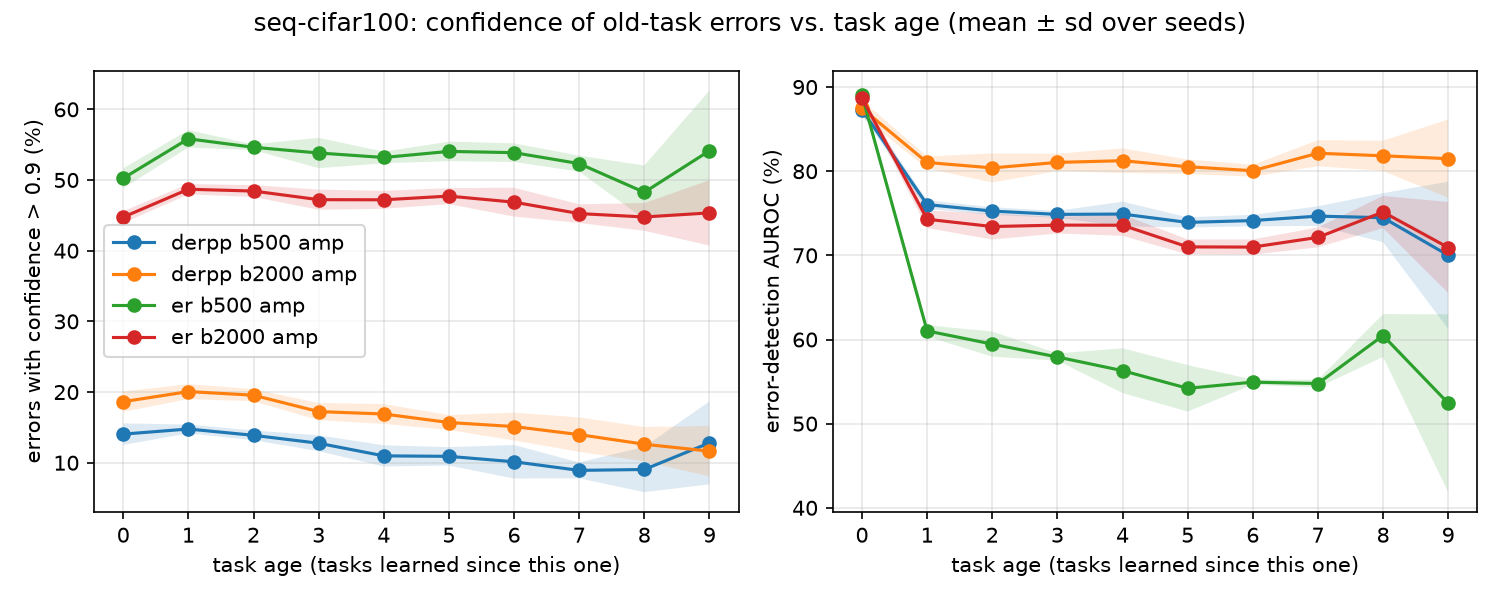 seq-cifar100: confidence of old-task errors vs. task age (mean ± sd over seeds)
errors with confidence > 0.9 (%)
60
50
40
30
20
10
derpp b500 amp
derpp b2000 amp
er b500 amp
er b2000 amp
0 1 2 3 4 5 6 7 8 9
task age (tasks learned since this one)
error-detection AUROC (%)
90
80
70
60
50
40
0 1 2 3 4 5 6 7 8 9
task age (tasks learned since this one)